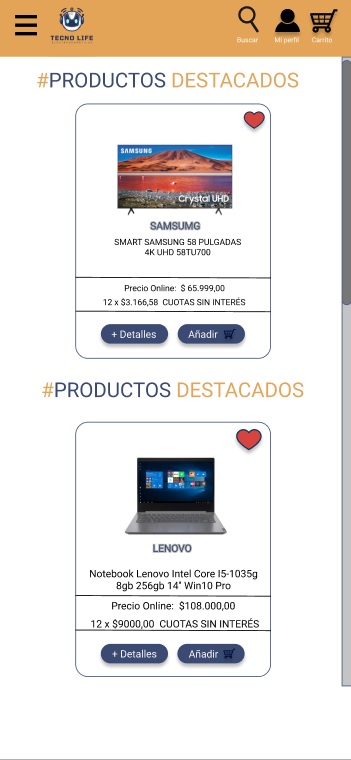 TECNO LIFE
Buscar
Mi perfil
Carrito
#PRODUCTOS DESTACADOS
SAMSUNG
Crystal UHD
SAMSUMG
SMART SAMSUNG 58 PULGADAS
4K UHD 58TU700
Precio Online: $ 65.999,00
12 x $3.166,58 CUOTAS SIN INTERÉS
+ Detalles
Añadir
#PRODUCTOS DESTACADOS
LENOVO
Notebook Lenovo Intel Core I5-1035g
8gb 256gb 14" Win10 Pro
Precio Online: $108.000,00
12 x $9000,00 CUOTAS SIN INTERÉS
+ Detalles
Añadir